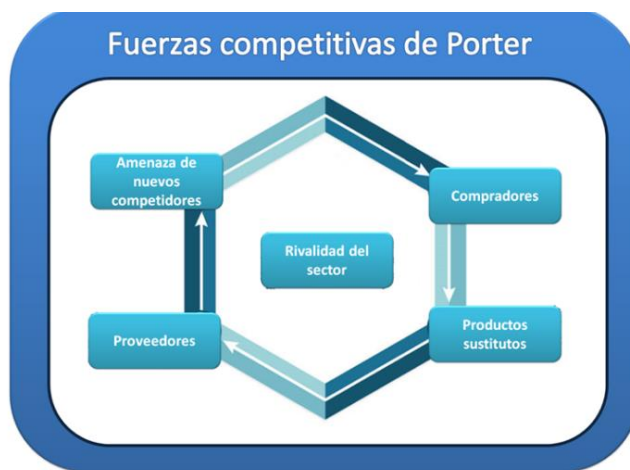 Fuerzas competitivas de Porter
Amenaza de
nuevos
competidores
Compradores
Rivalidad del
sector
Proveedores
Productos
sustitutos